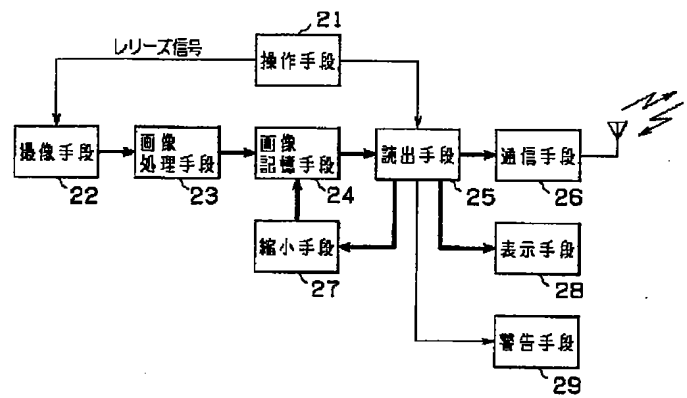 21
レリーズ信号
操作手段
撮像手段
22
画像
処理手段
23
画像
記憶手段
24
読出手段
25
通信手段
26
縮小手段
27
表示手段
28
警告手段
29